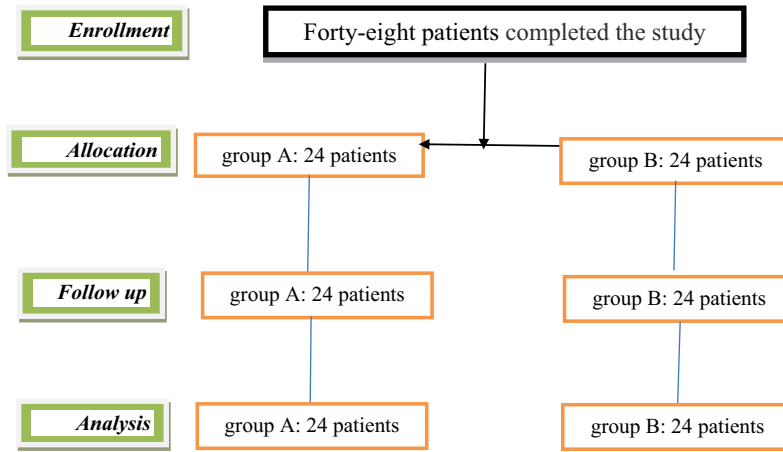 Enrollment
Forty-eight patients completed the study
Allocation
group A: 24 patients
group B: 24 patients
Follow up
group A: 24 patients
group B: 24 patients
Analysis
group A: 24 patients
group B: 24 patients